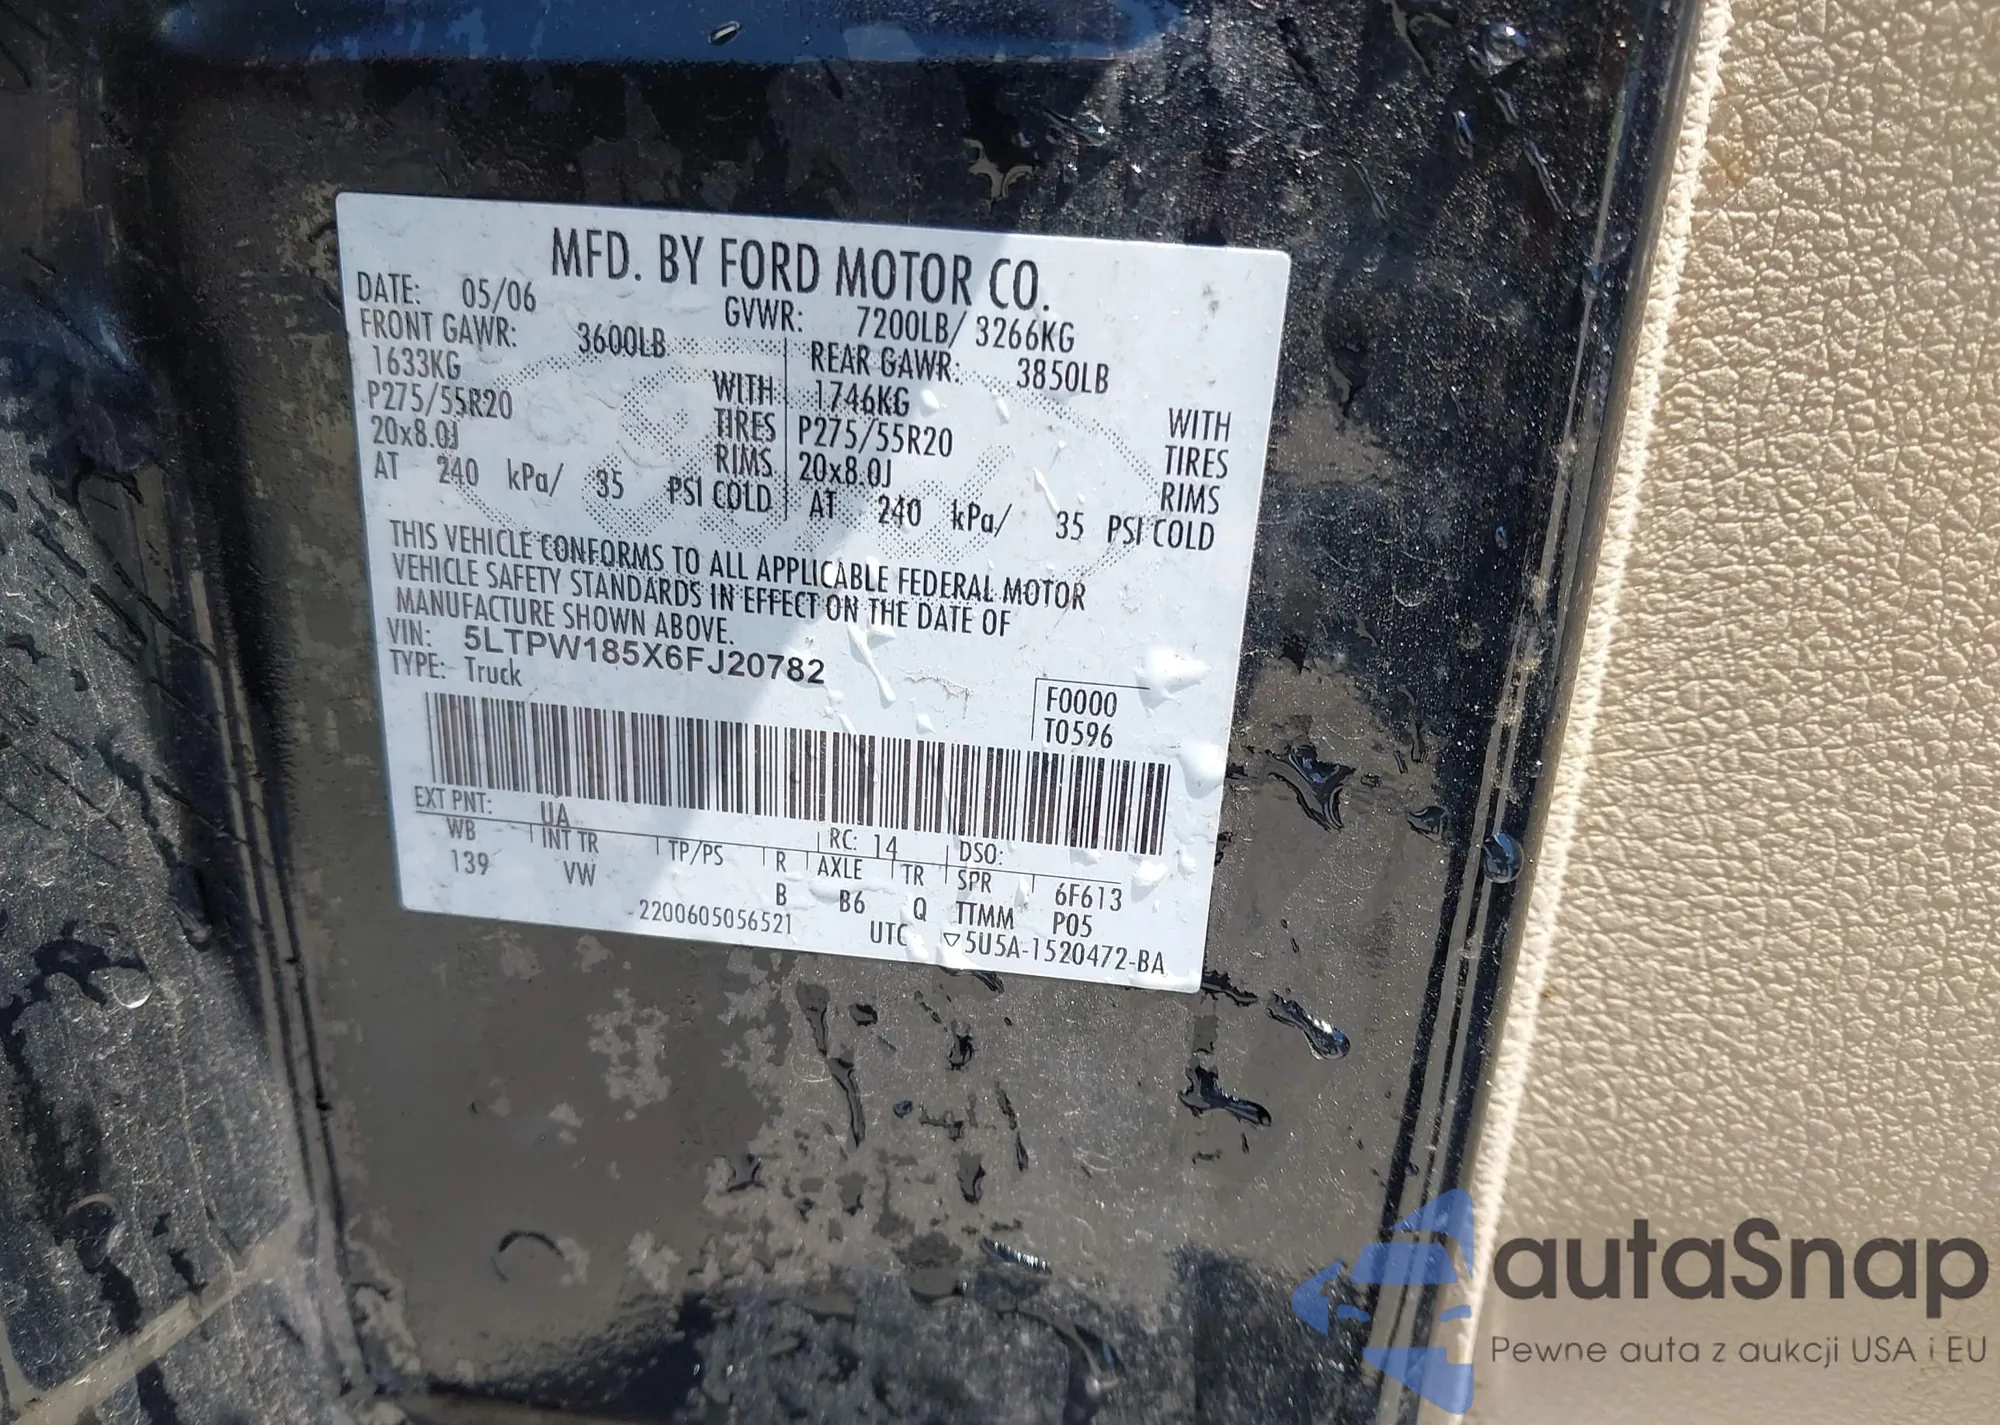 MFD. BY FORD MOTOR CO.
DATE: 05/06 GVWR: 7200LB/ 3266KG
FRONT GAWR: 3600LB REAR GAWR: 3850LB
1633KG WITH 1746KG WITH
P275/55R20 TIRES P275/55R20 TIRES
20x8.0J RIMS 20x8.0J RIMS
AT 240 kPa/ 35 PSI COLD AT 240 kPa/ 35 PSI COLD
THIS VEHICLE CONFORMS TO ALL APPLICABLE FEDERAL MOTOR
VEHICLE SAFETY STANDARDS IN EFFECT ON THE DATE OF
MANUFACTURE SHOWN ABOVE.
VIN: 5LTPW185X6FJ20782
TYPE: Truck
F0000
T0596
EXT PNT: UA RC: 14 DSO:
WB INT TR TP/PS R AXLE TR SPR 6F613
139 VW B B6 Q TTMM P05
2200605056521 UTC ▽5U5A-1520472-BA
autaSnap
Pewne auta z aukcji USA i EU